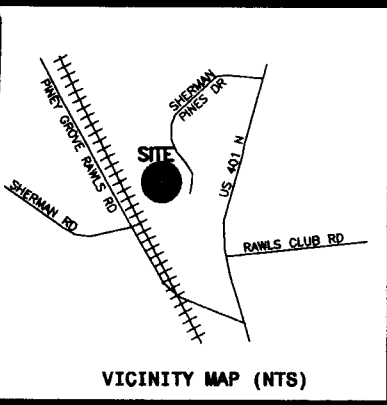 SHERMAN
PINES DR
PINEY GROVE RAWLS RD
SITE
US 401 N
SHERMAN RD
RAWLS CLUB RD
VICINITY MAP (NTS)